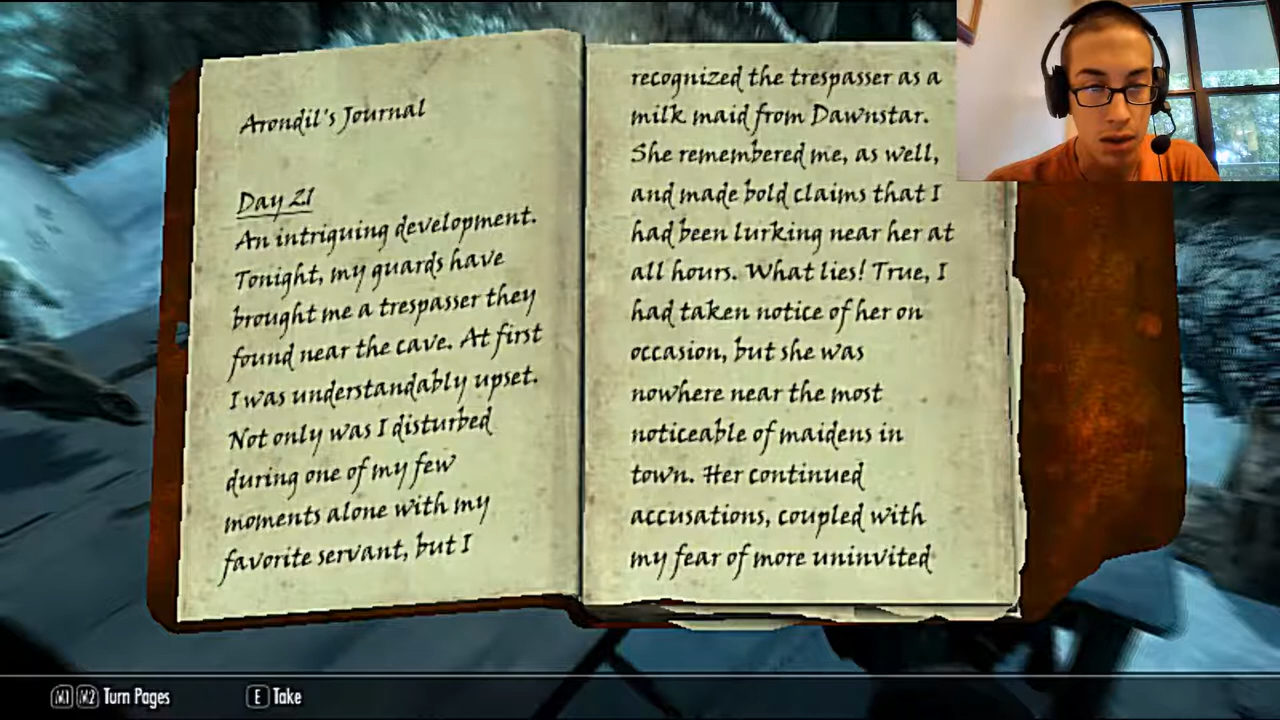 Arondil's Journal
Day 21
An intriguing development.
Tonight, my guards have
brought me a trespasser they
found near the cave. At first
I was understandably upset.
Not only was I disturbed
during one of my few
moments alone with my
favorite servant, but I
recognized the trespasser as a
milk maid from Dawnstar.
She remembered me, as well,
and made bold claims that I
had been lurking near her at
all hours. What lies! True, I
had taken notice of her on
occasion, but she was
nowhere near the most
noticeable of maidens in
town. Her continued
accusations, coupled with
my fear of more uninvited
M1 M2 Turn Pages
E Take